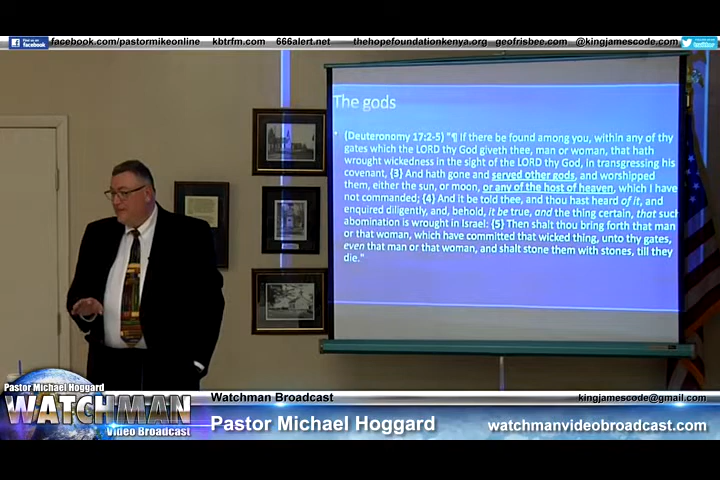 Find us on facebook
facebook.com/pastormikeonline kbtrfm.com 666alert.net thehopefoundationkenya.org geofrisbee.com @kingjamescode.com
twitter
The gods
• (Deuteronomy 17:2-5) "¶ If there be found among you, within any of thy
gates which the LORD thy God giveth thee, man or woman, that hath
wrought wickedness in the sight of the LORD thy God, in transgressing his
covenant, (3) And hath gone and served other gods, and worshipped
them, either the sun, or moon, or any of the host of heaven, which I have
not commanded; (4) And it be told thee, and thou hast heard of it, and
enquired diligently, and, behold, it be true, and the thing certain, that such
abomination is wrought in Israel: (5) Then shalt thou bring forth that man
or that woman, which have committed that wicked thing, unto thy gates,
even that man or that woman, and shalt stone them with stones, till they
die."
Pastor Michael Hoggard
WATCHMAN
Video Broadcast
Watchman Broadcast kingjamescode@gmail.com
Pastor Michael Hoggard watchmanvideobroadcast.com